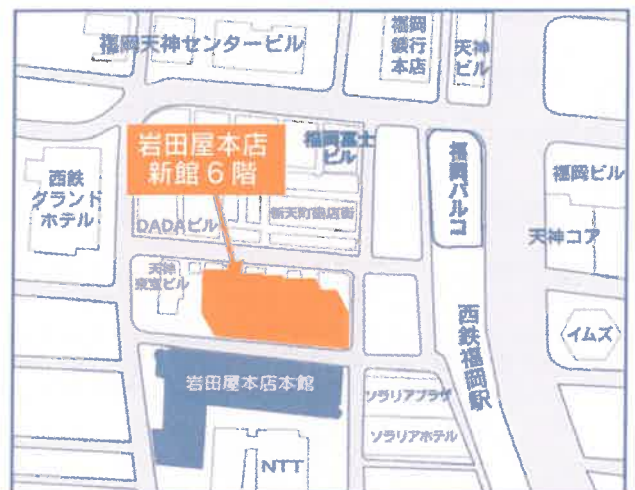 福岡天神センタービル
福岡
銀行
本店
天神
ビル
岩田屋本店
新館6階
福岡富士
ビル
福岡パルコ
福岡ビル
西鉄
グランド
ホテル
DADAビル
新天町商店街
天神コア
天神
東宝ビル
西鉄福岡駅
イムズ
岩田屋本店本館
ソラリアプラザ
ソラリアホテル
NTT